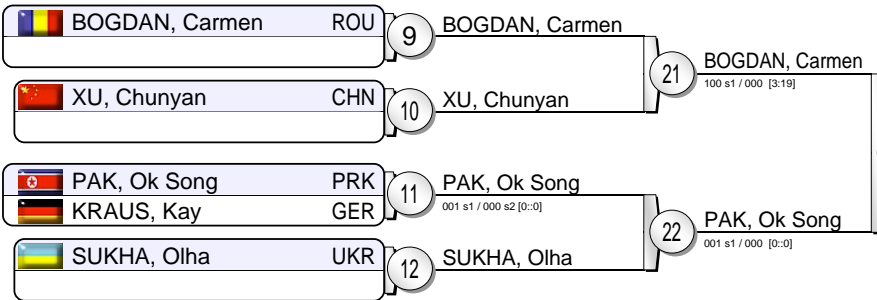 BOGDAN, Carmen ROU
9
BOGDAN, Carmen
21
BOGDAN, Carmen
100 s1 / 000 [3:19]
XU, Chunyan CHN
10
XU, Chunyan
PAK, Ok Song PRK
KRAUS, Kay GER
11
PAK, Ok Song
001 s1 / 000 s2 [0::0]
22
PAK, Ok Song
001 s1 / 000 [0::0]
SUKHA, Olha UKR
12
SUKHA, Olha